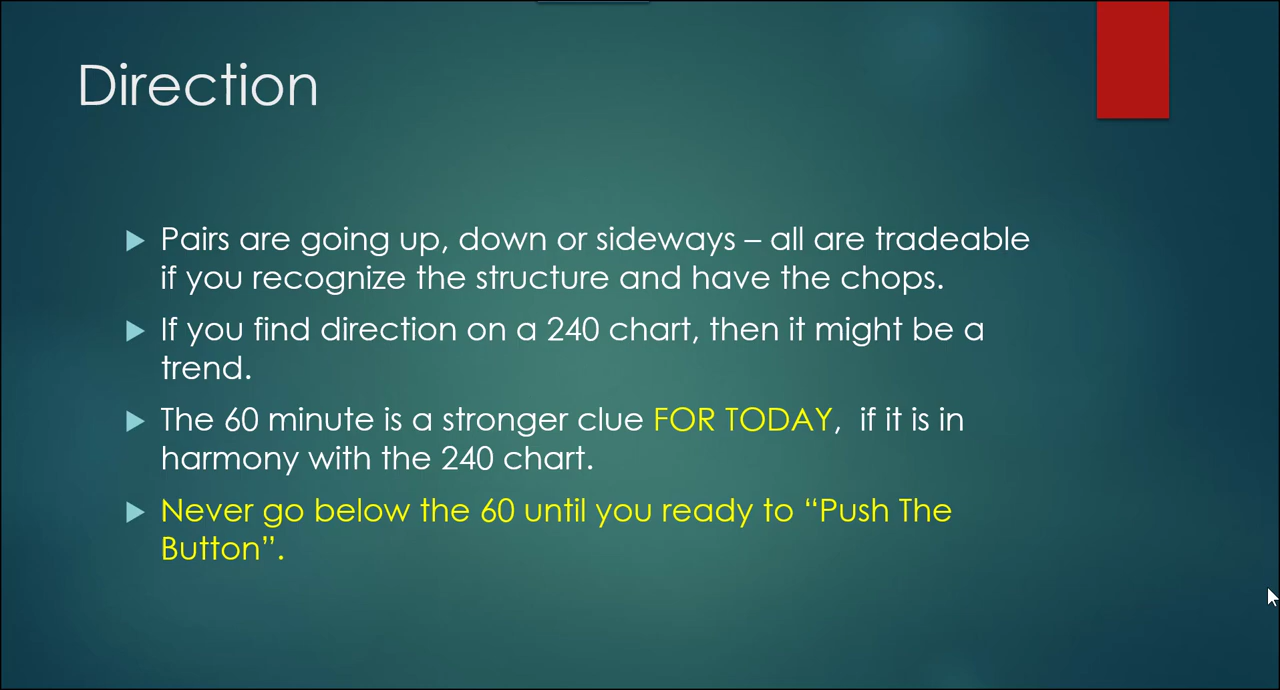 Direction
Pairs are going up, down or sideways – all are tradeable
if you recognize the structure and have the chops.
If you find direction on a 240 chart, then it might be a
trend.
The 60 minute is a stronger clue FOR TODAY,  if it is in
harmony with the 240 chart.
Never go below the 60 until you ready to “Push The
Button”.